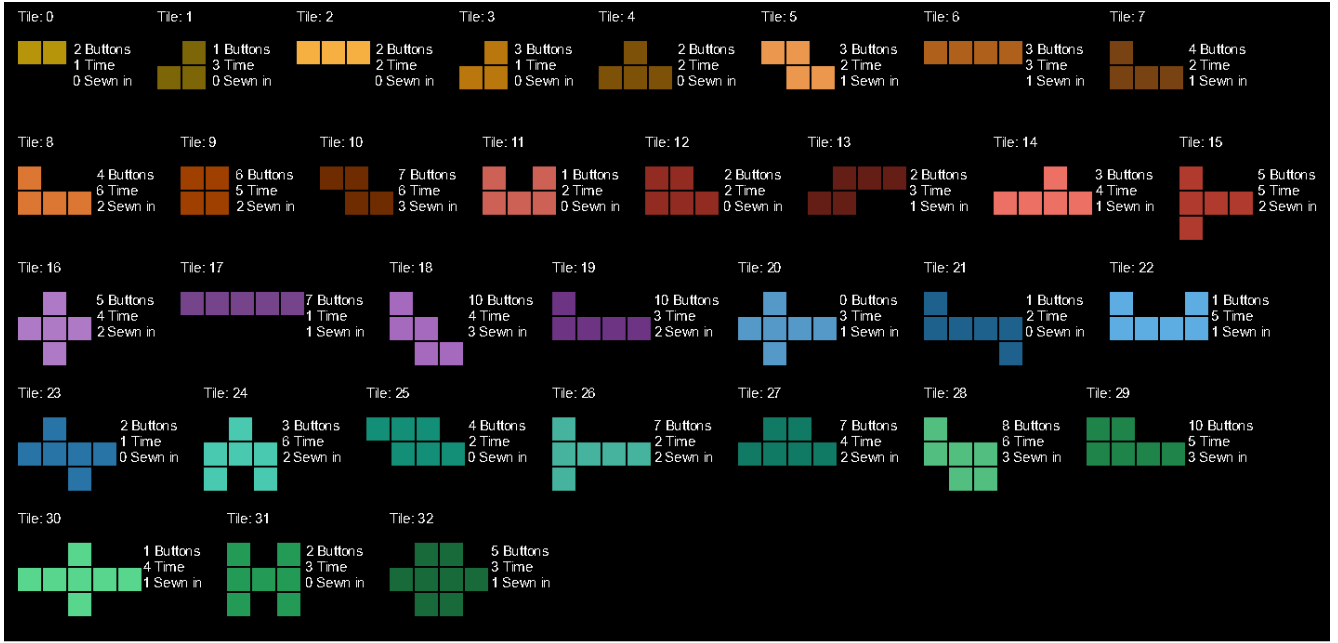 Tile: 0
2 Buttons
1 Time
0 Sewn in
Tile: 1
1 Buttons
3 Time
0 Sewn in
Tile: 2
2 Buttons
2 Time
0 Sewn in
Tile: 3
3 Buttons
1 Time
0 Sewn in
Tile: 4
2 Buttons
2 Time
0 Sewn in
Tile: 5
3 Buttons
2 Time
1 Sewn in
Tile: 6
3 Buttons
3 Time
1 Sewn in
Tile: 7
4 Buttons
2 Time
1 Sewn in
Tile: 8
4 Buttons
6 Time
2 Sewn in
Tile: 9
6 Buttons
5 Time
2 Sewn in
Tile: 10
7 Buttons
6 Time
3 Sewn in
Tile: 11
1 Buttons
2 Time
0 Sewn in
Tile: 12
2 Buttons
2 Time
0 Sewn in
Tile: 13
2 Buttons
3 Time
1 Sewn in
Tile: 14
3 Buttons
4 Time
1 Sewn in
Tile: 15
5 Buttons
5 Time
2 Sewn in
Tile: 16
5 Buttons
4 Time
2 Sewn in
Tile: 17
7 Buttons
1 Time
1 Sewn in
Tile: 18
10 Buttons
4 Time
3 Sewn in
Tile: 19
10 Buttons
3 Time
2 Sewn in
Tile: 20
0 Buttons
3 Time
1 Sewn in
Tile: 21
1 Buttons
2 Time
0 Sewn in
Tile: 22
1 Buttons
5 Time
1 Sewn in
Tile: 23
2 Buttons
1 Time
0 Sewn in
Tile: 24
3 Buttons
6 Time
2 Sewn in
Tile: 25
4 Buttons
2 Time
0 Sewn in
Tile: 26
7 Buttons
2 Time
2 Sewn in
Tile: 27
7 Buttons
4 Time
2 Sewn in
Tile: 28
8 Buttons
6 Time
3 Sewn in
Tile: 29
10 Buttons
5 Time
3 Sewn in
Tile: 30
1 Buttons
4 Time
1 Sewn in
Tile: 31
2 Buttons
3 Time
0 Sewn in
Tile: 32
5 Buttons
3 Time
1 Sewn in